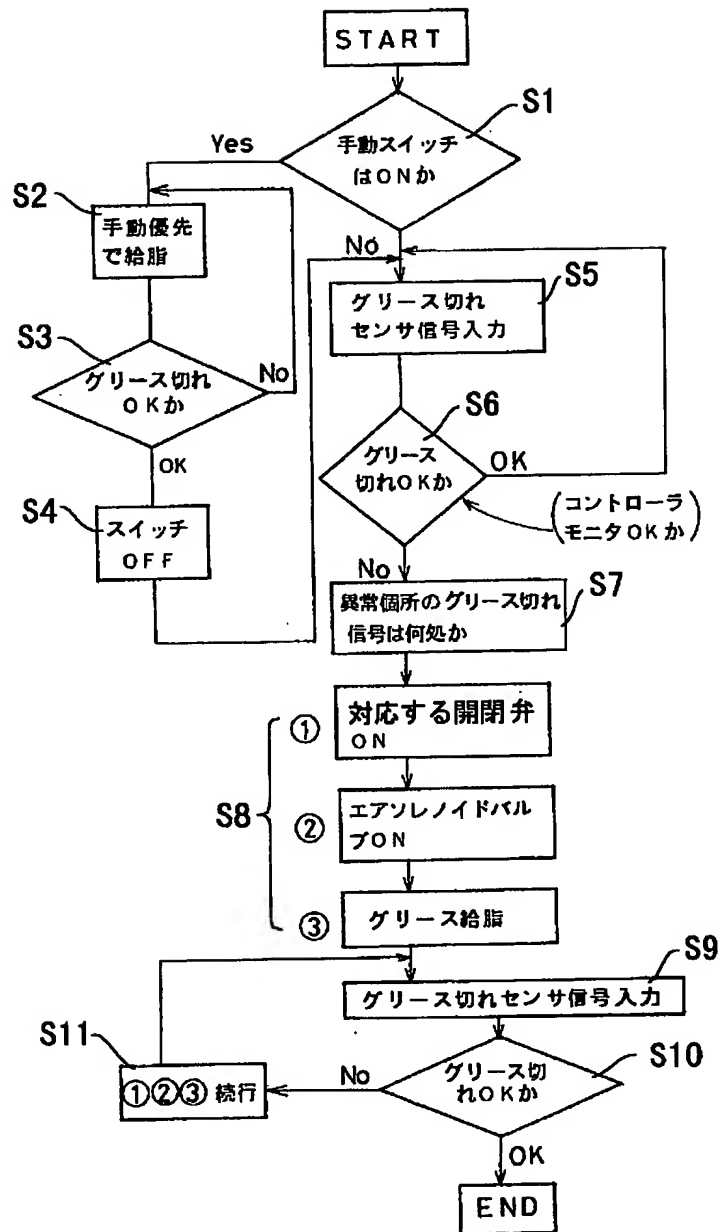 START
S1
手動スイッチ
はONか
Yes
No
S2
手動優先
で給脂
S3
グリース切れ
OKか
No
OK
S4
スイッチ
OFF
S5
グリース切れ
センサ信号入力
S6
グリース
切れOKか
OK
(コントローラ
モニタOKか)
No
S7
異常個所のグリース切れ
信号は何処か
S8
①
対応する開閉弁
ON
②
エアソレノイドバル
ブON
③
グリース給脂
S9
グリース切れセンサ信号入力
S10
グリース切
れOKか
No
S11
①②③続行
OK
END